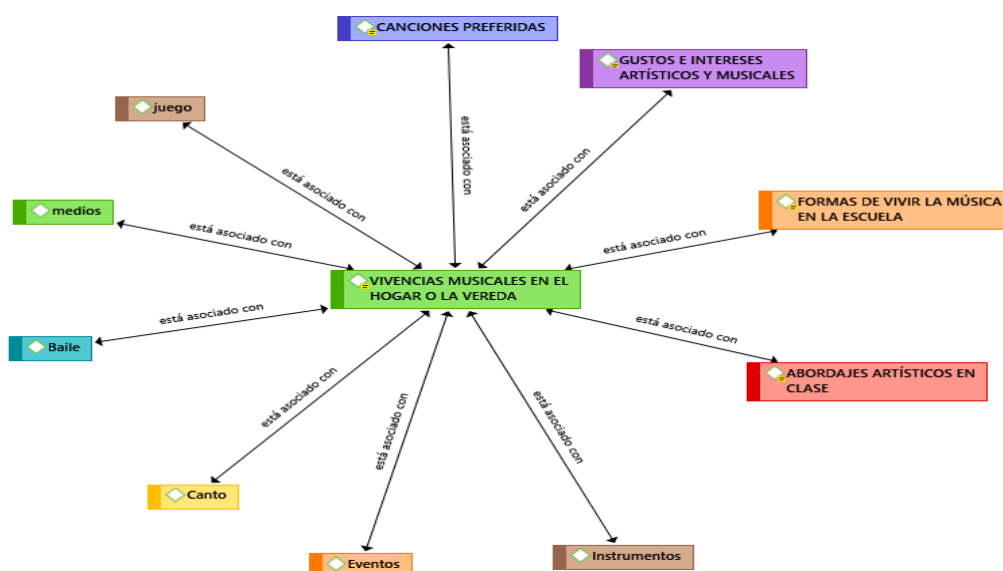 CANCIONES PREFERIDAS
GUSTOS E INTERESES
ARTÍSTICOS Y MUSICALES
juego
está asociado con
está asociado con
está asociado con
medios
FORMAS DE VIVIR LA MÚSICA
EN LA ESCUELA
está asociado con
está asociado con
VIVENCIAS MUSICALES EN EL
HOGAR O LA VEREDA
está asociado con
está asociado con
Baile
ABORDAJES ARTÍSTICOS EN
CLASE
está asociado con
está asociado con
está asociado con
Canto
Eventos
Instrumentos